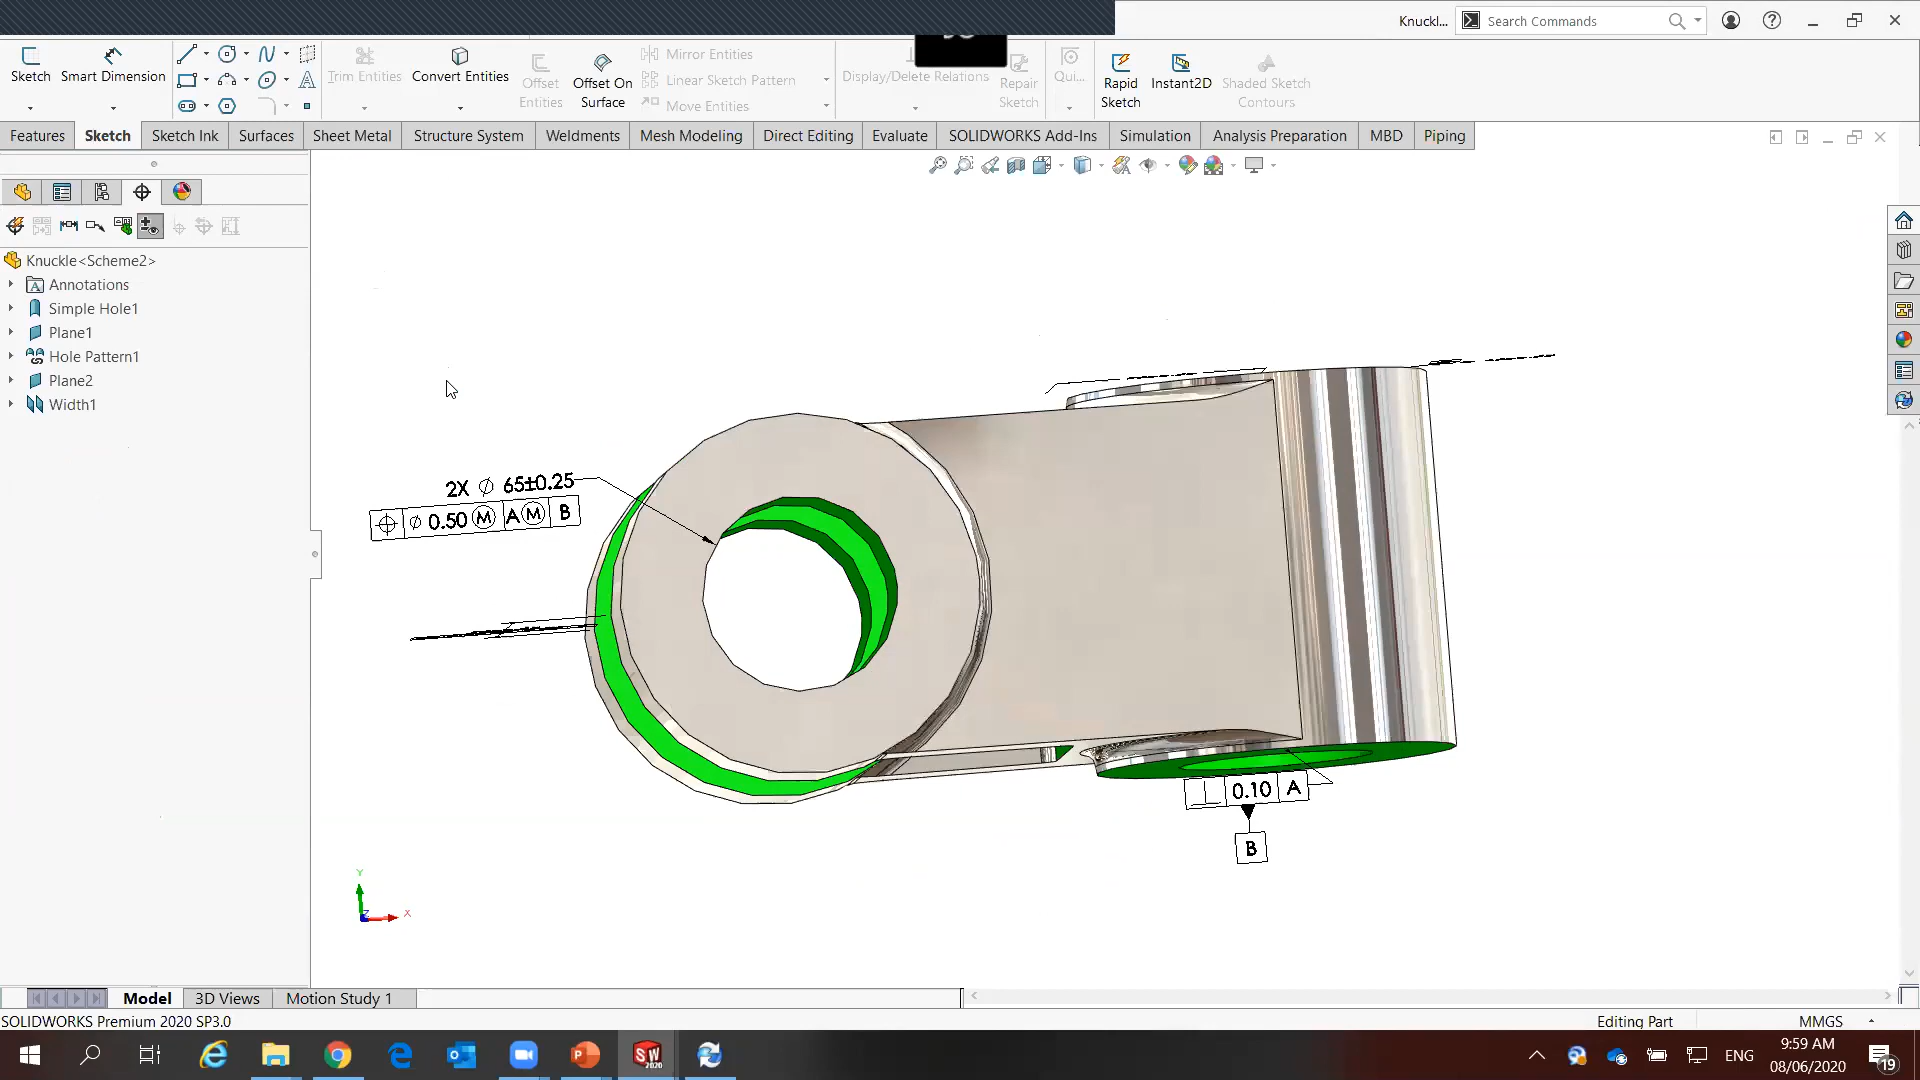 Knuckl...
Search Commands
Sketch
Smart Dimension
Trim Entities
Convert Entities
Offset Entities
Offset On Surface
Mirror Entities
Linear Sketch Pattern
Move Entities
Display/Delete Relations
Repair Sketch
Qui...
Rapid Sketch
Instant2D
Shaded Sketch Contours
Features
Sketch
Sketch Ink
Surfaces
Sheet Metal
Structure System
Weldments
Mesh Modeling
Direct Editing
Evaluate
SOLIDWORKS Add-Ins
Simulation
Analysis Preparation
MBD
Piping
Knuckle<Scheme2>
Annotations
Simple Hole1
Plane1
Hole Pattern1
Plane2
Width1
2X ⌀ 65±0.25
⌖ ⌀ 0.50 Ⓜ A Ⓜ B
⊥ 0.10 A
B
Y
X
Z
Model
3D Views
Motion Study 1
SOLIDWORKS Premium 2020 SP3.0
Editing Part
MMGS
ENG
9:59 AM
08/06/2020
19